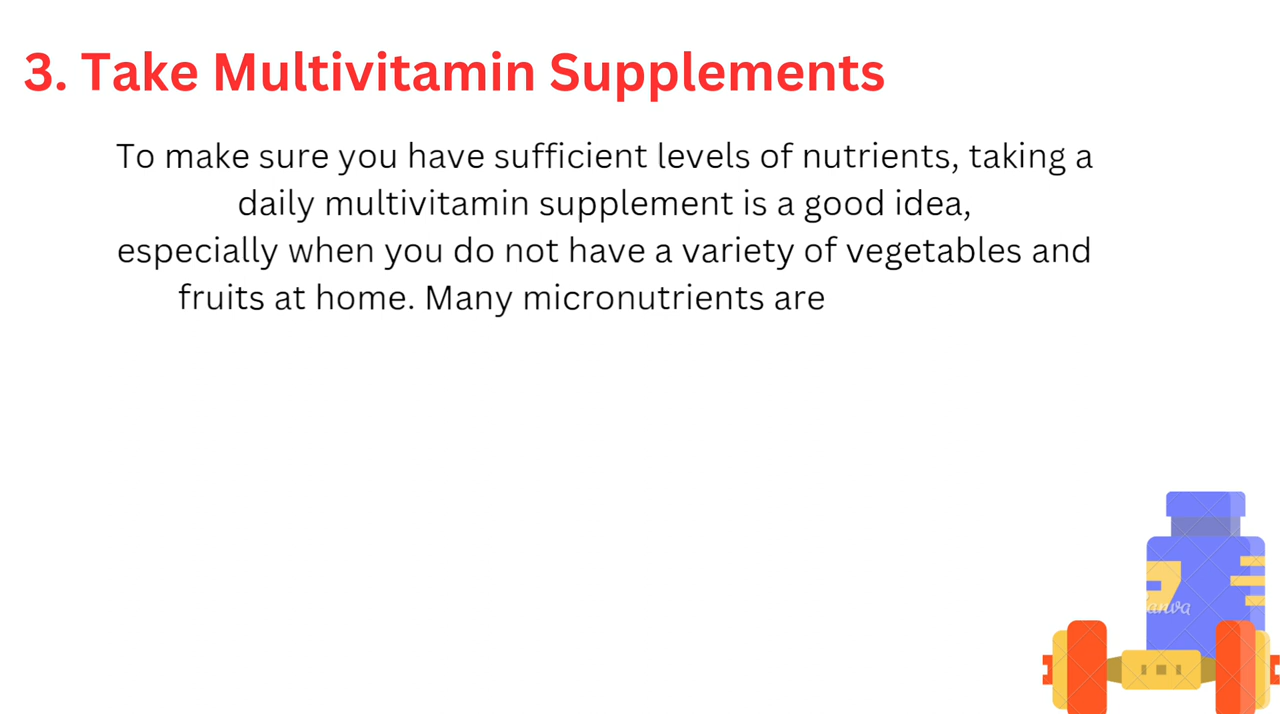 3. Take Multivitamin Supplements
To make sure you have sufficient levels of nutrients, taking a
daily multivitamin supplement is a good idea,
especially when you do not have a variety of vegetables and
fruits at home. Many micronutrients are